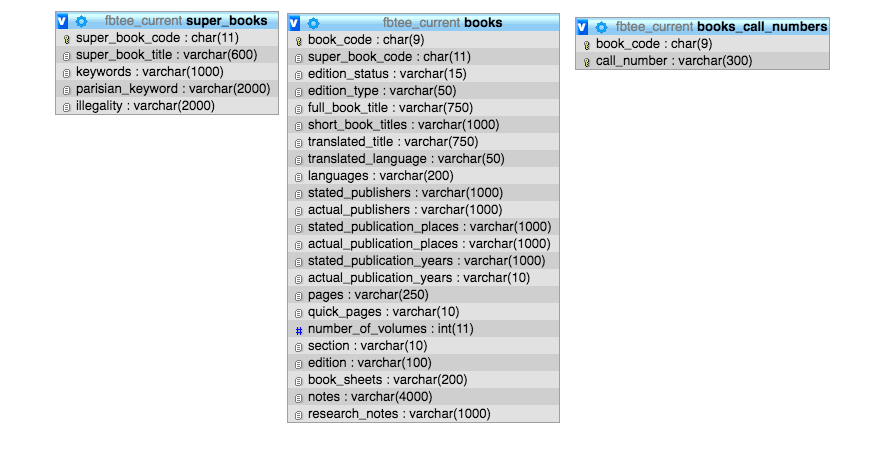 fbtee_current super_books
super_book_code : char(11)
super_book_title : varchar(600)
keywords : varchar(1000)
parisian_keyword : varchar(2000)
illegality : varchar(2000)
fbtee_current books
book_code : char(9)
super_book_code : char(11)
edition_status : varchar(15)
edition_type : varchar(50)
full_book_title : varchar(750)
short_book_titles : varchar(1000)
translated_title : varchar(750)
translated_language : varchar(50)
languages : varchar(200)
stated_publishers : varchar(1000)
actual_publishers : varchar(1000)
stated_publication_places : varchar(1000)
actual_publication_places : varchar(1000)
stated_publication_years : varchar(1000)
actual_publication_years : varchar(10)
pages : varchar(250)
quick_pages : varchar(10)
# number_of_volumes : int(11)
section : varchar(10)
edition : varchar(100)
book_sheets : varchar(200)
notes : varchar(4000)
research_notes : varchar(1000)
fbtee_current books_call_numbers
book_code : char(9)
call_number : varchar(300)